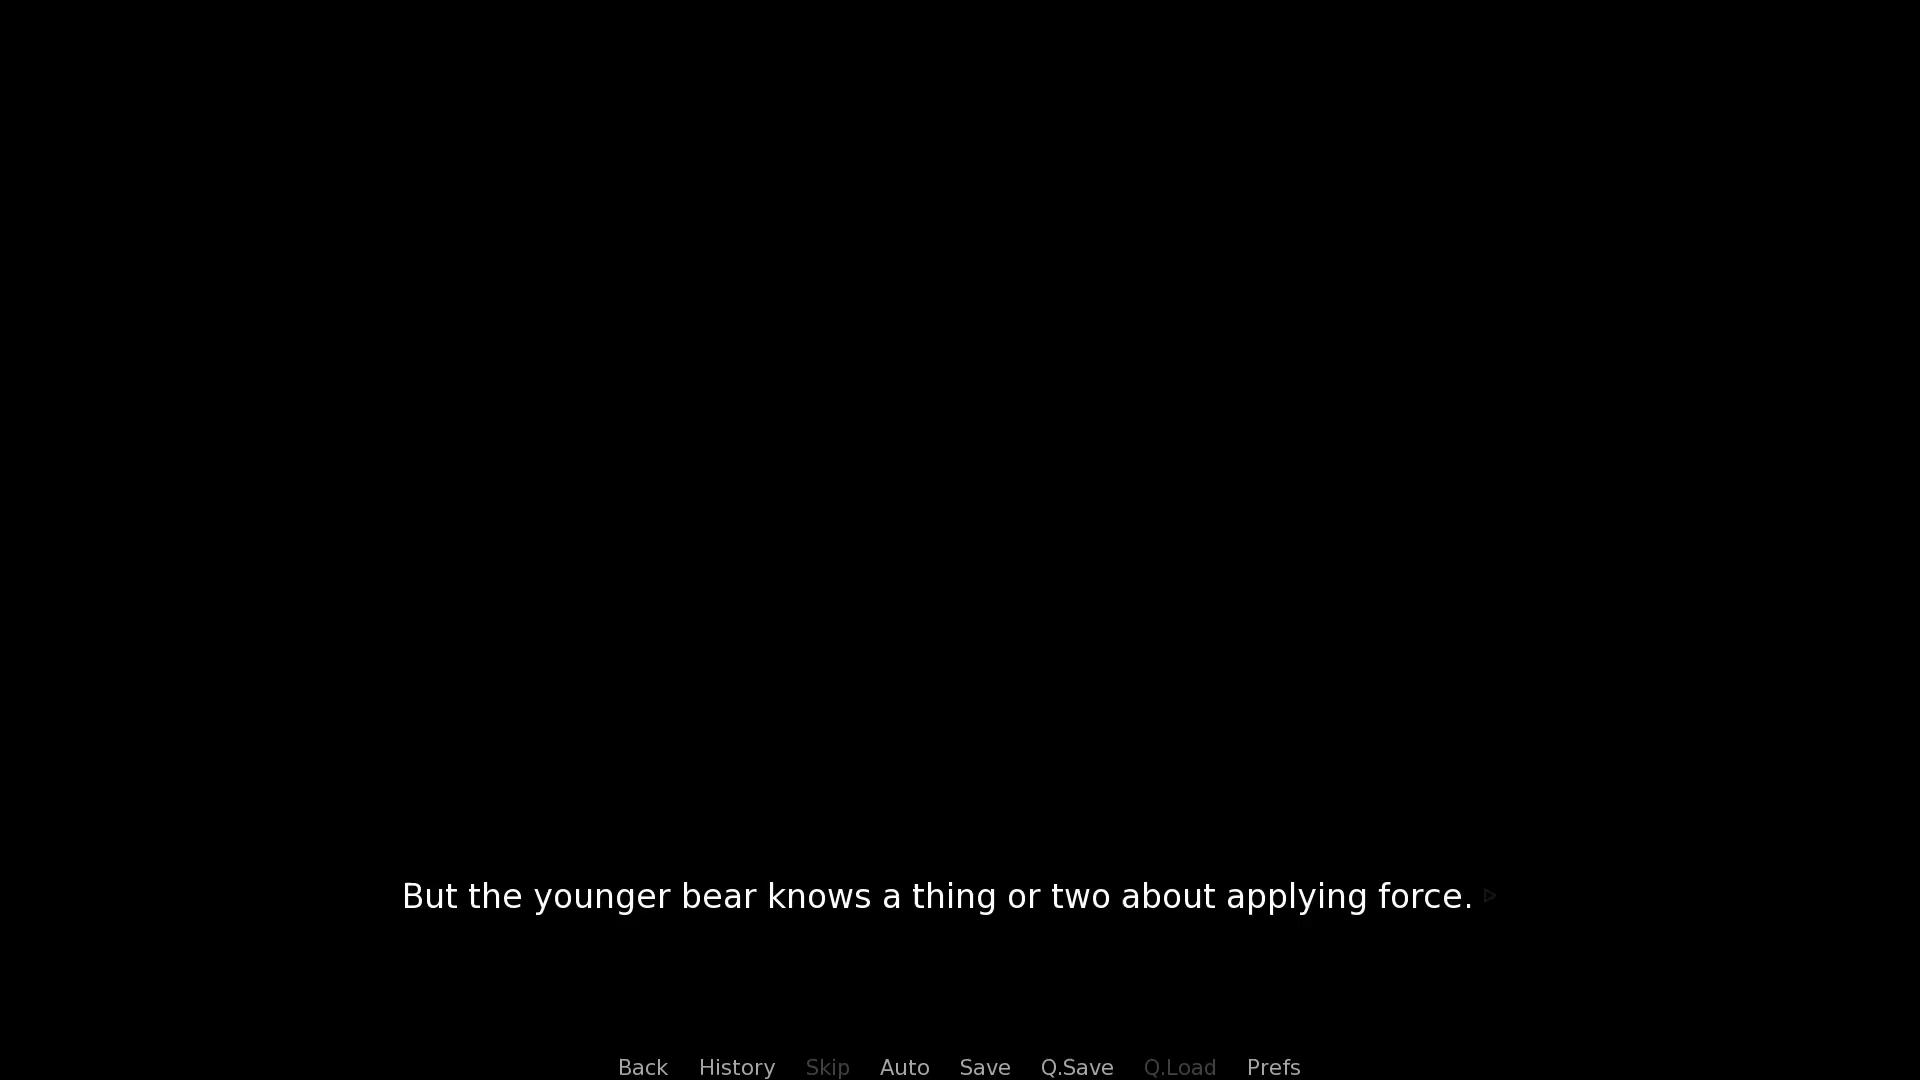 But the younger bear knows a thing or two about applying force.
Back History Skip Auto Save Q.Save Q.Load Prefs